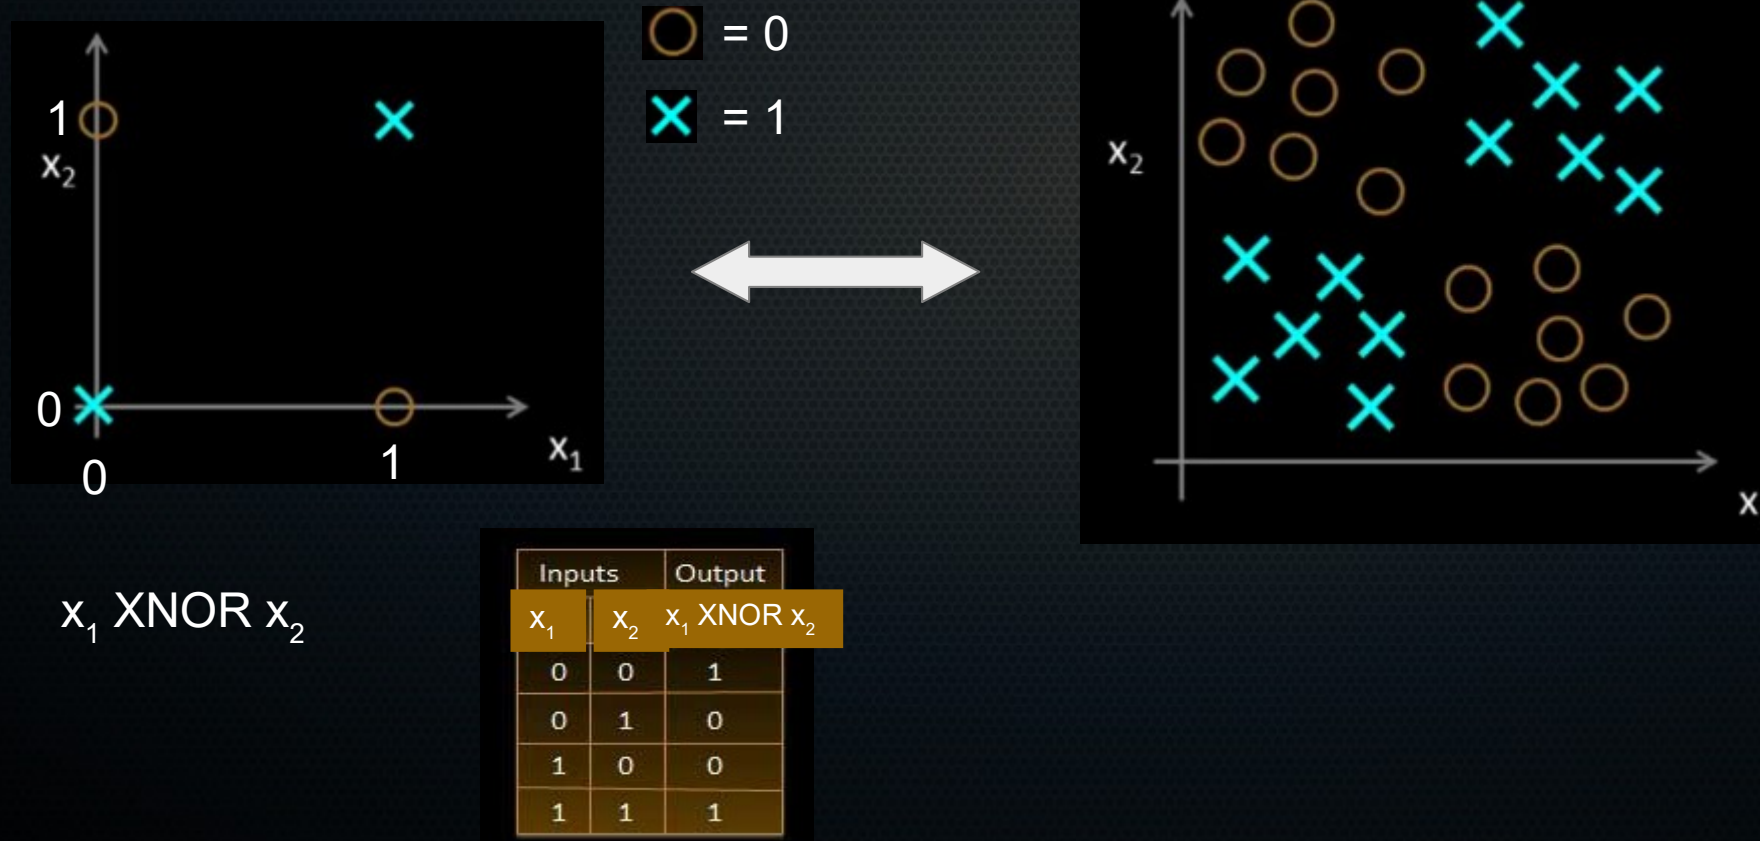 1
x₂
0
0
1
x₁
= 0
= 1
x₂
x
x₁ XNOR x₂
Inputs Output
x₁ x₂ x₁ XNOR x₂
0 0 1
0 1 0
1 0 0
1 1 1